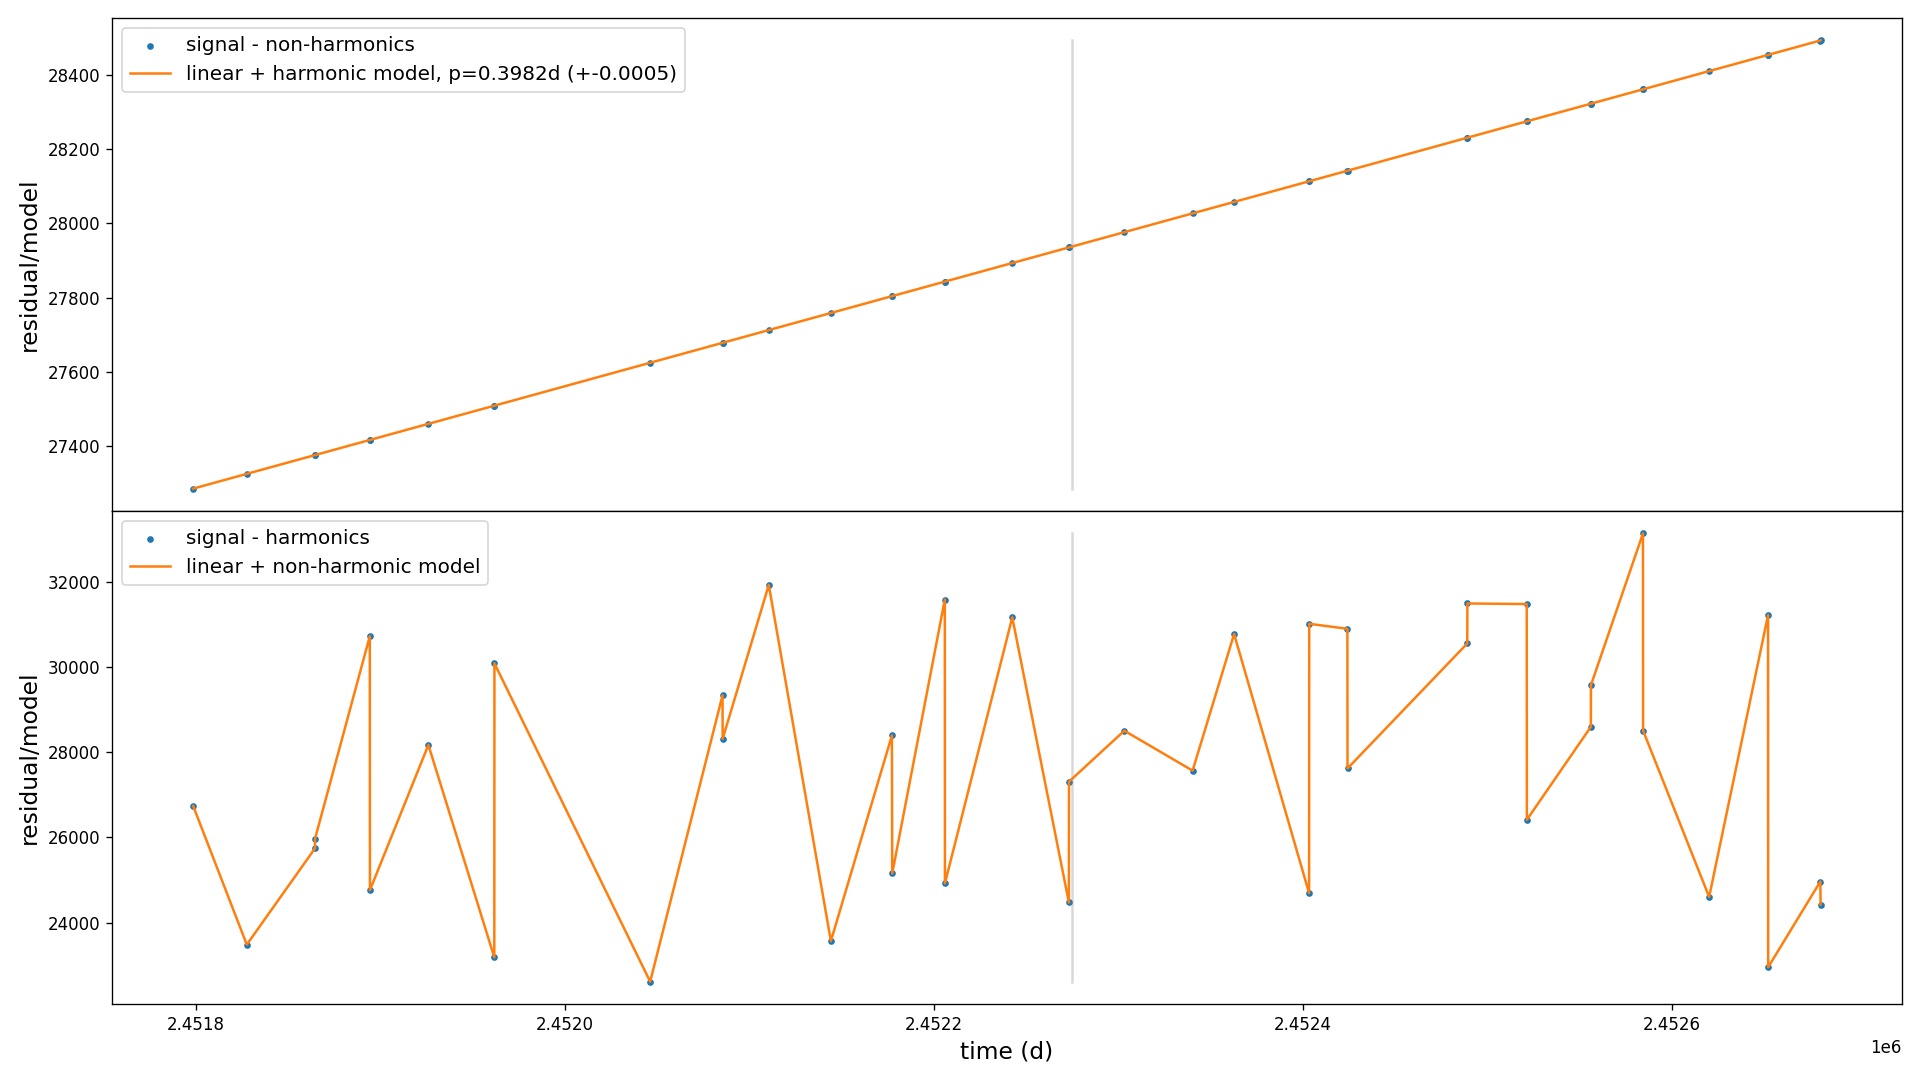 signal - non-harmonics
linear + harmonic model, p=0.3982d (+-0.0005)
28400
28200
28000
27800
27600
27400
residual/model
signal - harmonics
linear + non-harmonic model
32000
30000
28000
26000
24000
residual/model
2.4518 2.4520 2.4522 2.4524 2.4526
time (d)
1e6